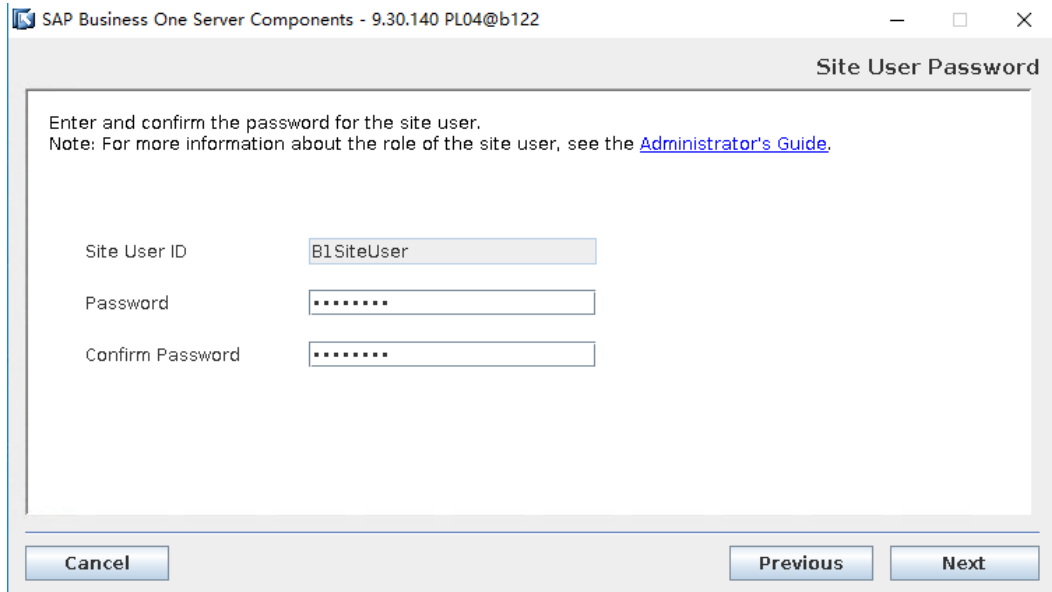 SAP Business One Server Components - 9.30.140 PL04@b122
Site User Password
Enter and confirm the password for the site user.
Note: For more information about the role of the site user, see the Administrator's Guide.
Site User ID B1SiteUser
Password ••••••••
Confirm Password ••••••••
Cancel Previous Next